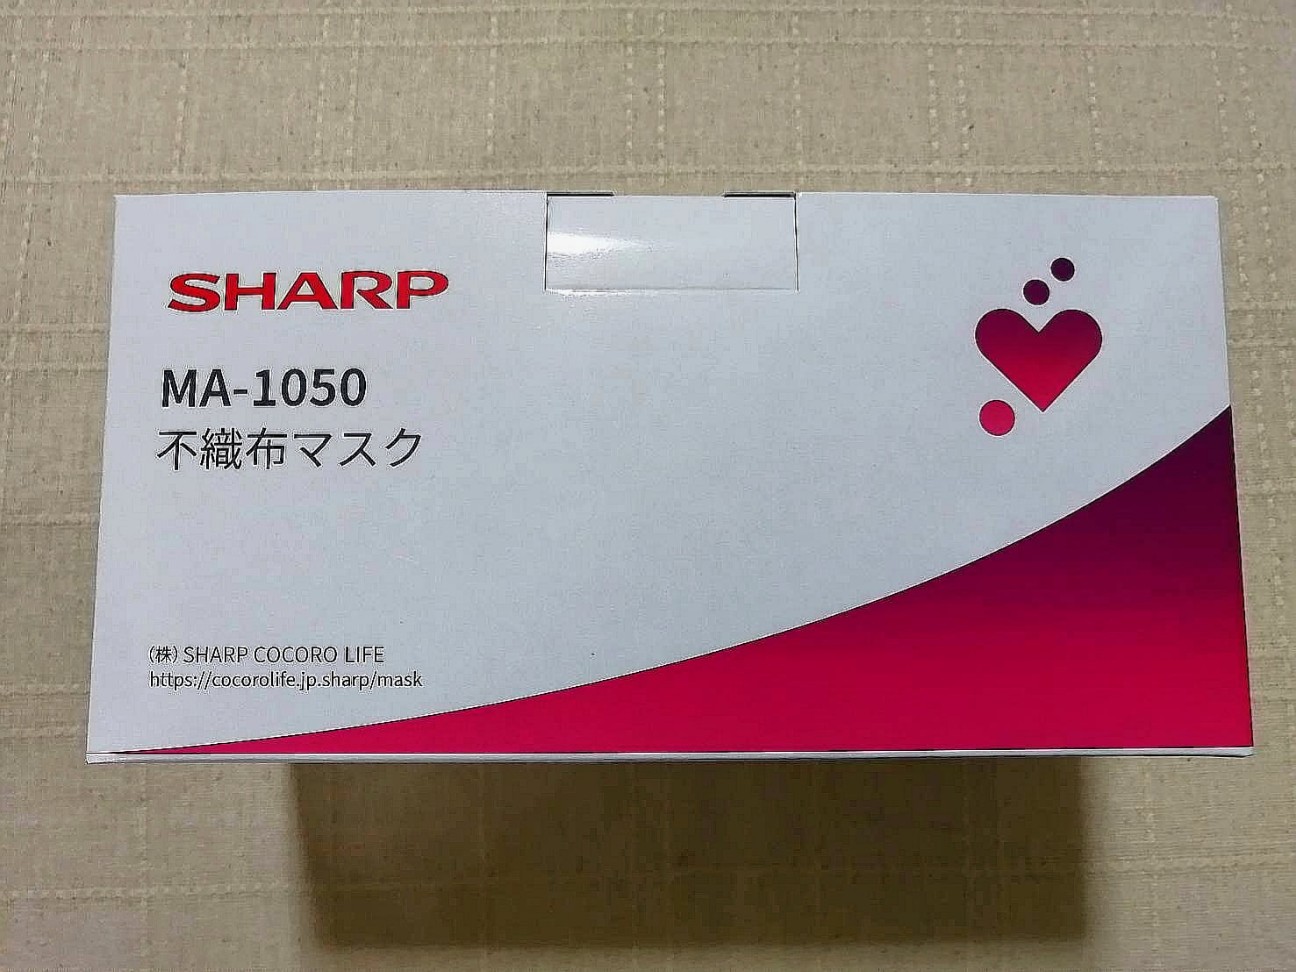 SHARP
MA-1050
不織布マスク
(株) SHARP COCORO LIFE
https://cocorolife.jp.sharp/mask